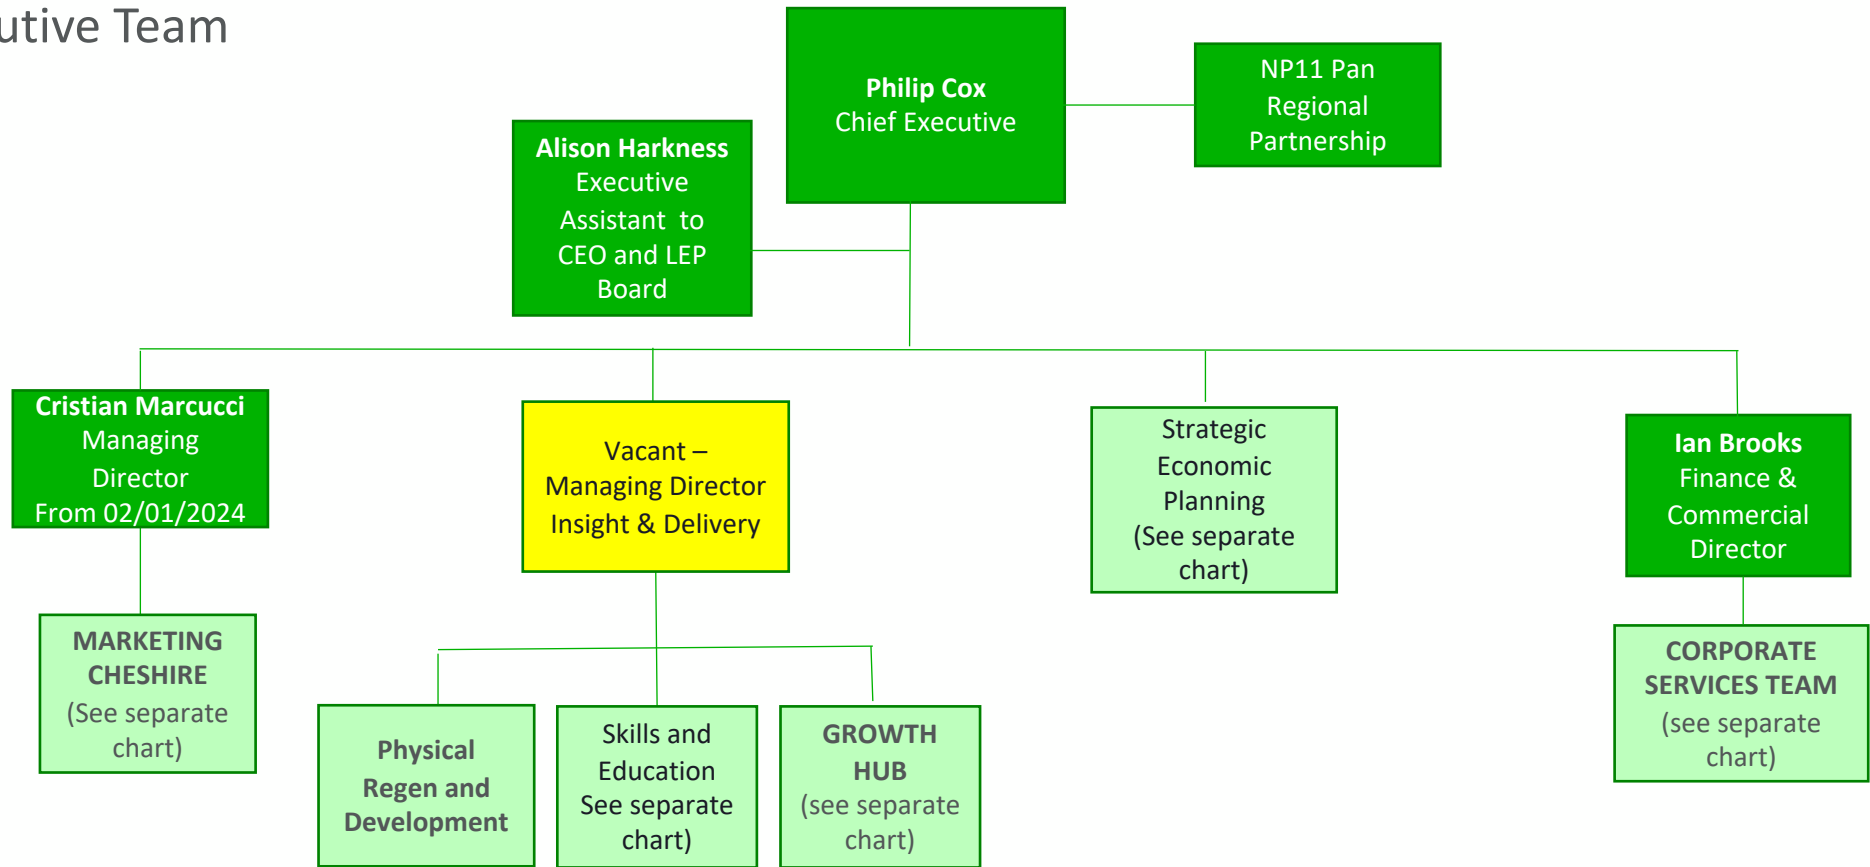 utive Team
Philip Cox
Chief Executive
NP11 Pan
Regional
Partnership
Alison Harkness
Executive
Assistant  to
CEO and LEP
Board
Cristian Marcucci
Managing
Director
From 02/01/2024
Vacant –
Managing Director
Insight & Delivery
Strategic
Economic
Planning
(See separate
chart)
Ian Brooks
Finance &
Commercial
Director
MARKETING
CHESHIRE
(See separate
chart)
Physical
Regen and
Development
Skills and
Education
See separate
chart)
GROWTH
HUB
(see separate
chart)
CORPORATE
SERVICES TEAM
(see separate
chart)